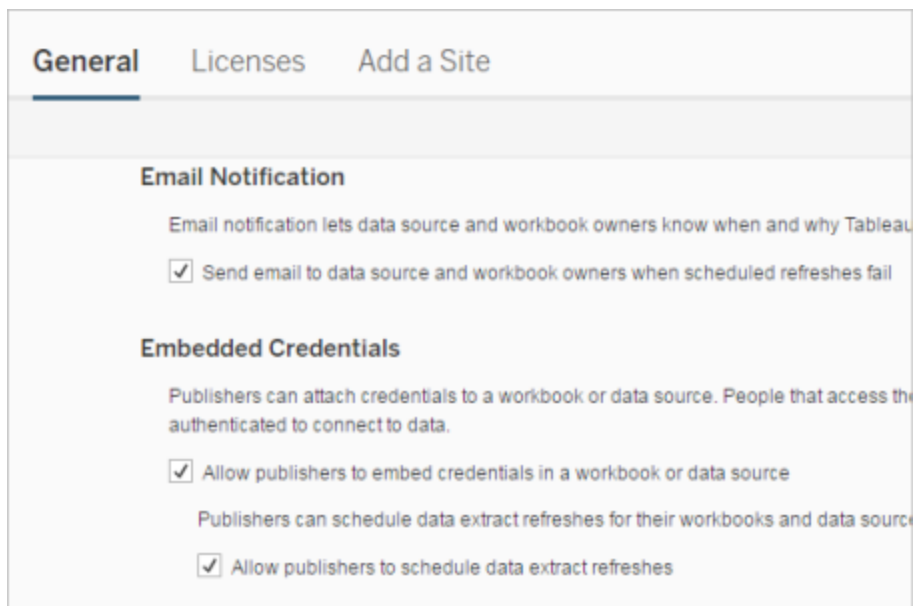 General Licenses Add a Site
Email Notification
Email notification lets data source and workbook owners know when and why Tableau
Send email to data source and workbook owners when scheduled refreshes fail
Embedded Credentials
Publishers can attach credentials to a workbook or data source. People that access the
authenticated to connect to data.
Allow publishers to embed credentials in a workbook or data source
Publishers can schedule data extract refreshes for their workbooks and data source
Allow publishers to schedule data extract refreshes